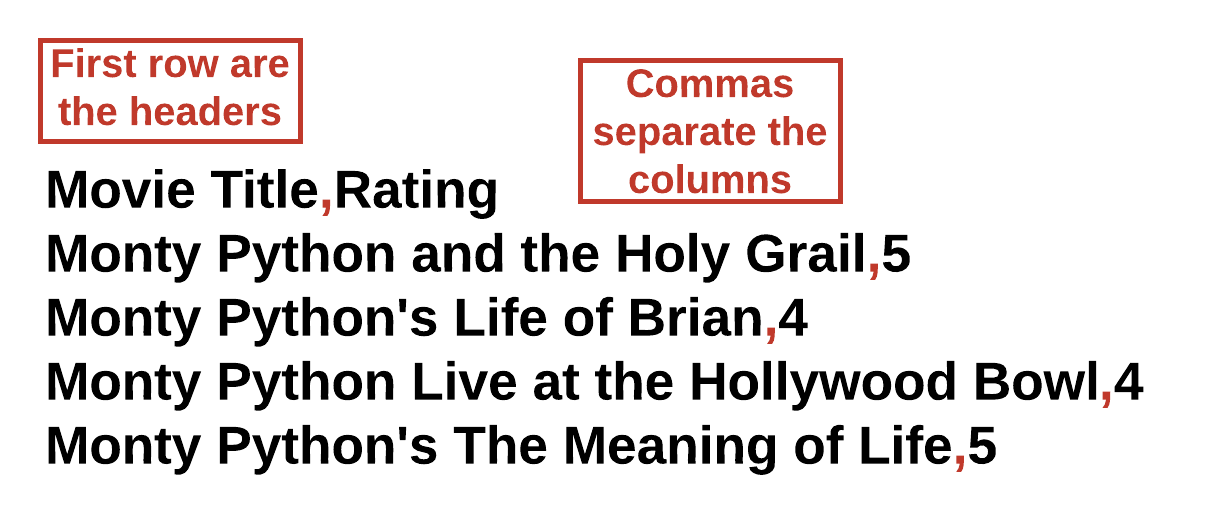 First row are
the headers
Commas
separate the
columns
Movie Title,Rating
Monty Python and the Holy Grail,5
Monty Python's Life of Brian,4
Monty Python Live at the Hollywood Bowl,4
Monty Python's The Meaning of Life,5